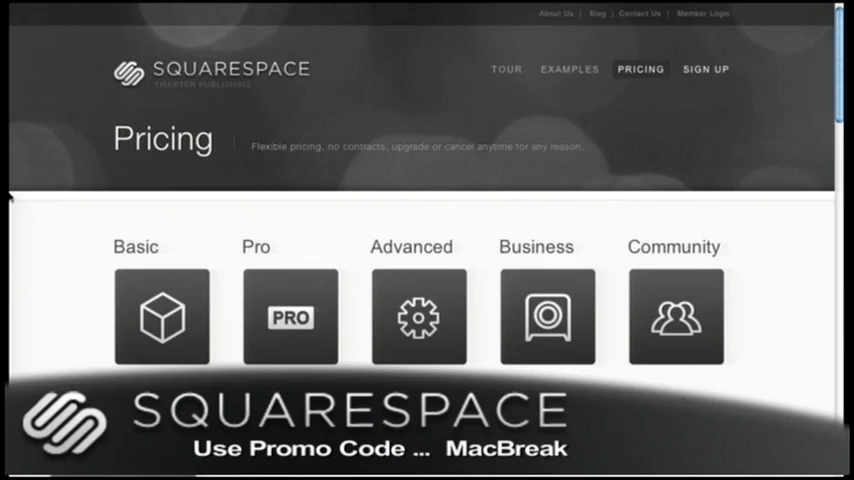 About Us | Blog | Contact Us | Member Login
SQUARESPACE
SMARTER PUBLISHING
TOUR EXAMPLES PRICING SIGN UP
Pricing
Flexible pricing, no contracts, upgrade or cancel anytime for any reason.
Basic Pro Advanced Business Community
PRO
SQUARESPACE
Use Promo Code ... MacBreak